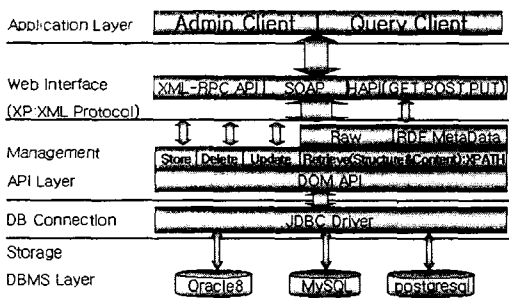 Application Layer
Admin Client
Query Client
Web Interface
(XP:XML Protocol)
XML-RPC API
SOAP
HAPI(GET POST PUT)
Raw
RDF MetaData
Management
API Layer
Store
Delete
Update
Retrieve(Structure&Content):XPATH
DOM API
DB Connection
JDBC Driver
Storage
DBMS Layer
Oracle8
MySQL
postgresql